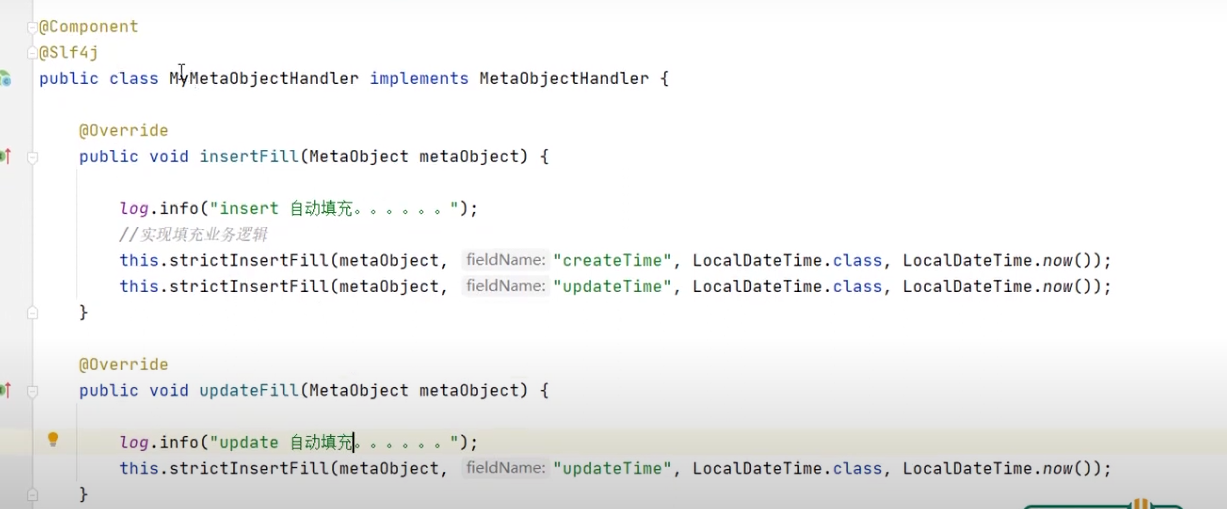 @Component
@Slf4j
public class MyMetaObjectHandler implements MetaObjectHandler {
@Override
public void insertFill(MetaObject metaObject) {
log.info("insert 自动填充。。。。。。");
//实现填充业务逻辑
this.strictInsertFill(metaObject, fieldName: "createTime", LocalDateTime.class, LocalDateTime.now());
this.strictInsertFill(metaObject, fieldName: "updateTime", LocalDateTime.class, LocalDateTime.now());
}
@Override
public void updateFill(MetaObject metaObject) {
log.info("update 自动填充。。。。。。");
this.strictInsertFill(metaObject, fieldName: "updateTime", LocalDateTime.class, LocalDateTime.now());
}